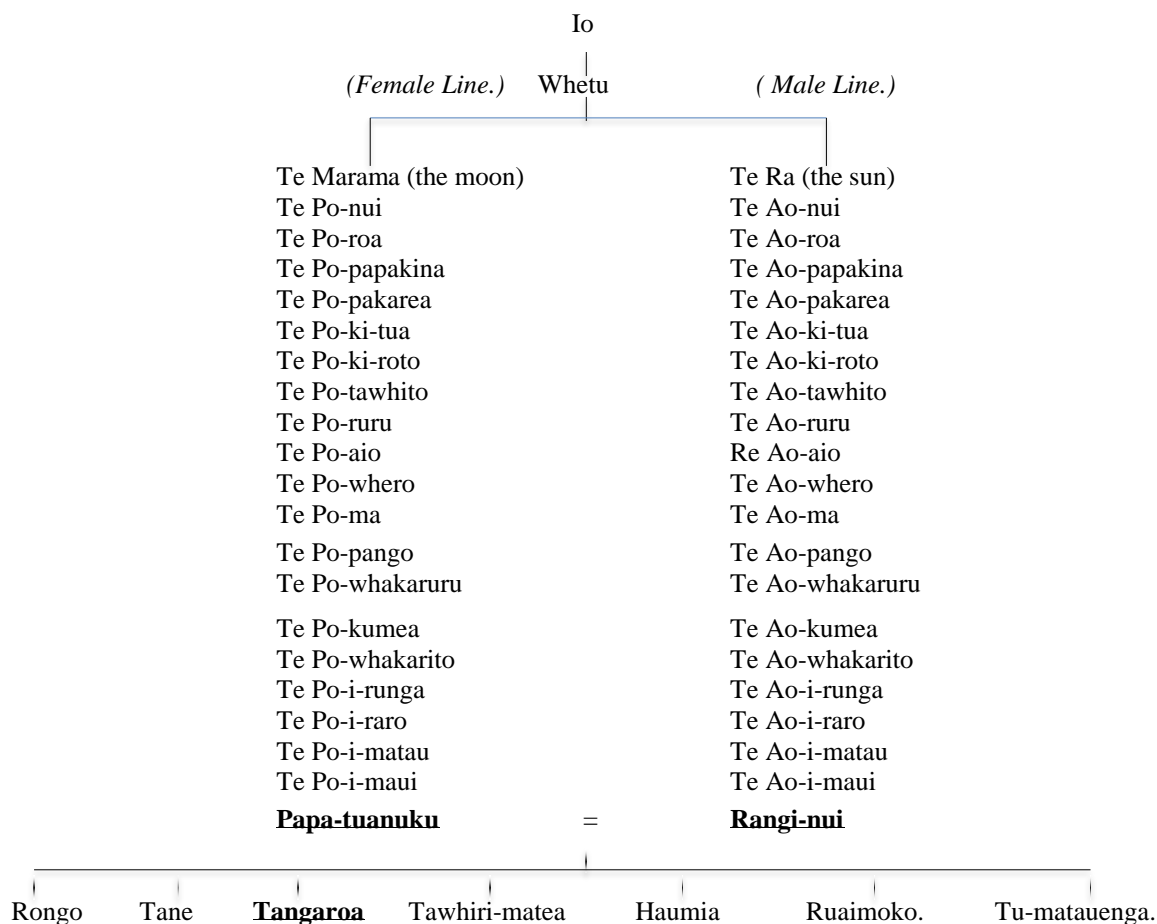 Io
(Female Line.) Whetu ( Male Line.)
Te Marama (the moon) Te Ra (the sun)
Te Po-nui Te Ao-nui
Te Po-roa Te Ao-roa
Te Po-papakina Te Ao-papakina
Te Po-pakarea Te Ao-pakarea
Te Po-ki-tua Te Ao-ki-tua
Te Po-ki-roto Te Ao-ki-roto
Te Po-tawhito Te Ao-tawhito
Te Po-ruru Te Ao-ruru
Te Po-aio Re Ao-aio
Te Po-whero Te Ao-whero
Te Po-ma Te Ao-ma
Te Po-pango Te Ao-pango
Te Po-whakaruru Te Ao-whakaruru
Te Po-kumea Te Ao-kumea
Te Po-whakarito Te Ao-whakarito
Te Po-i-runga Te Ao-i-runga
Te Po-i-raro Te Ao-i-raro
Te Po-i-matau Te Ao-i-matau
Te Po-i-maui Te Ao-i-maui
Papa-tuanuku = Rangi-nui
Rongo Tane Tangaroa Tawhiri-matea Haumia Ruaimoko. Tu-matauenga.